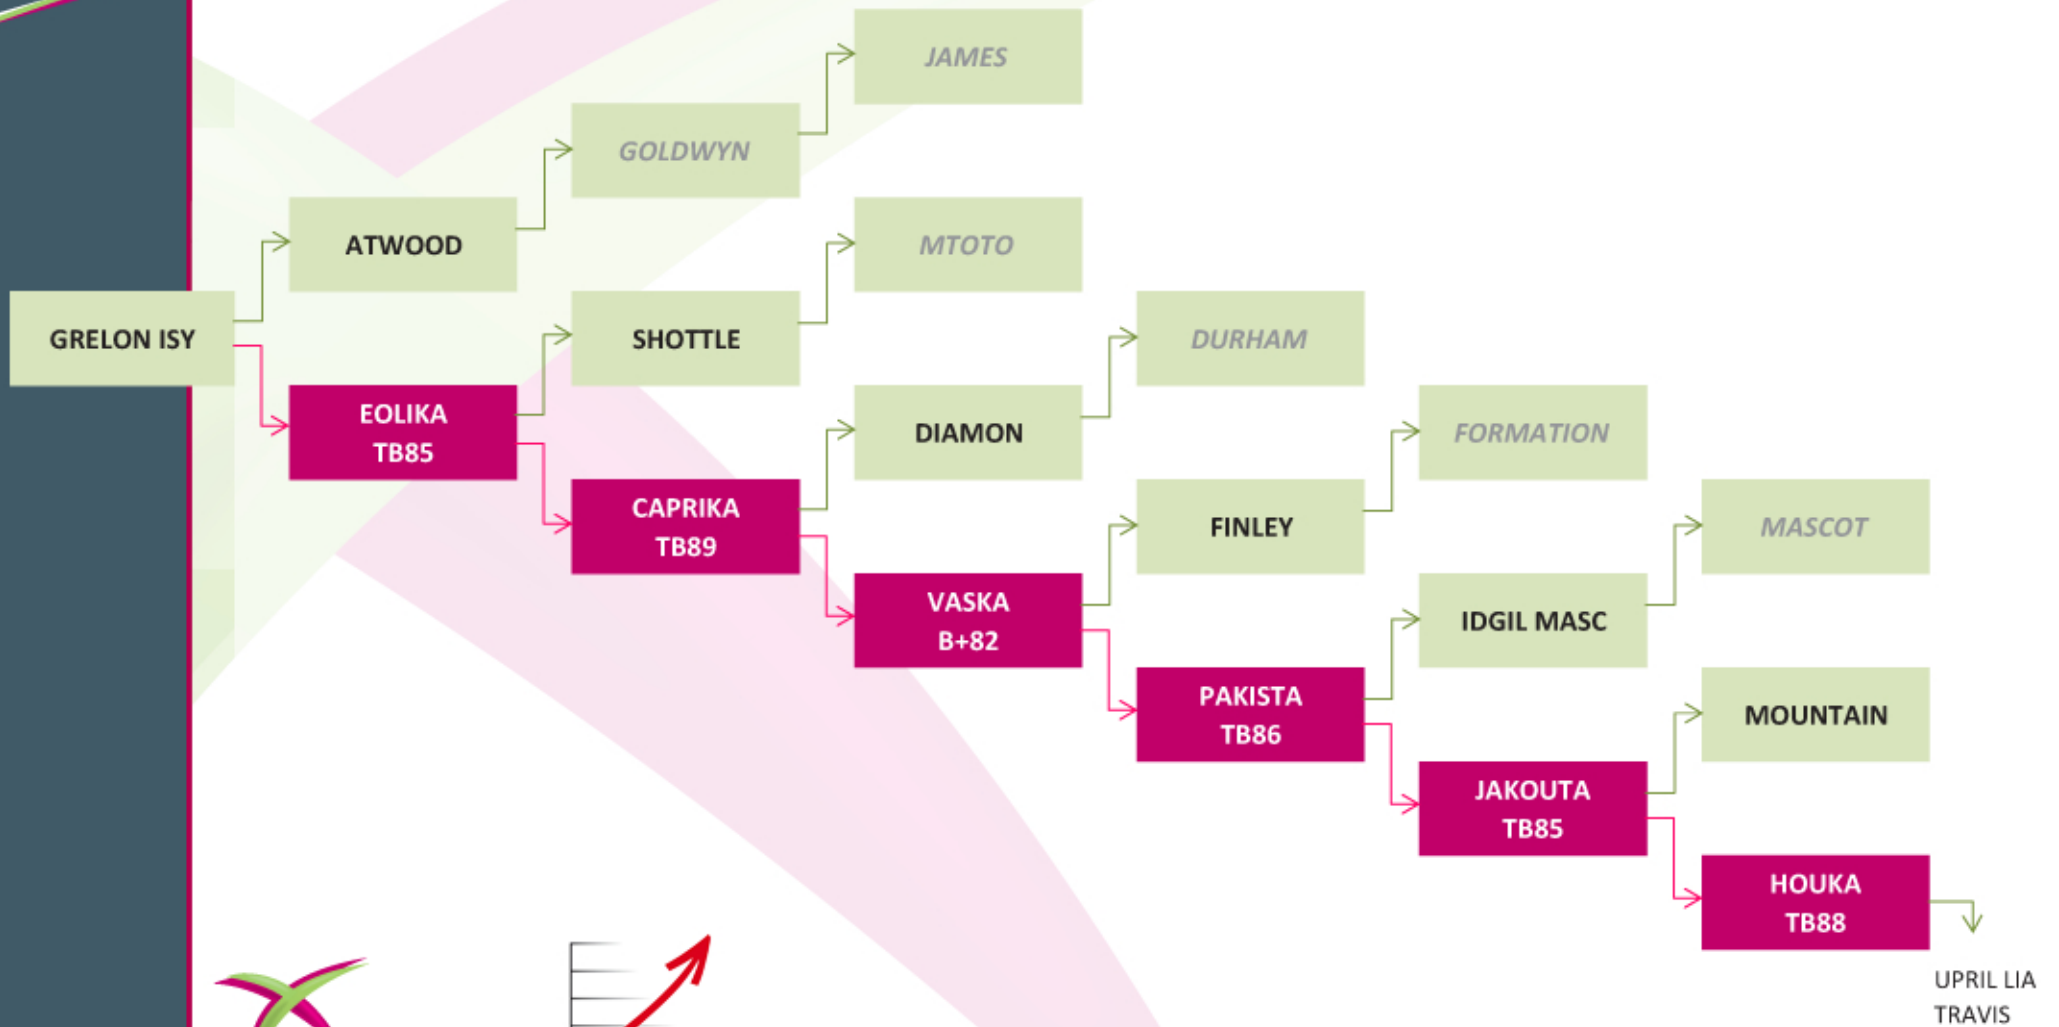 JAMES
GOLDWYN
ATWOOD
MTOTO
GRELON ISY
SHOTTLE
DURHAM
EOLIKA
TB85
DIAMON
FORMATION
CAPRIKA
TB89
FINLEY
MASCOT
VASKA
B+82
IDGIL MASC
PAKISTA
TB86
MOUNTAIN
JAKOUTA
TB85
HOUKA
TB88
UPRIL LIA
TRAVIS